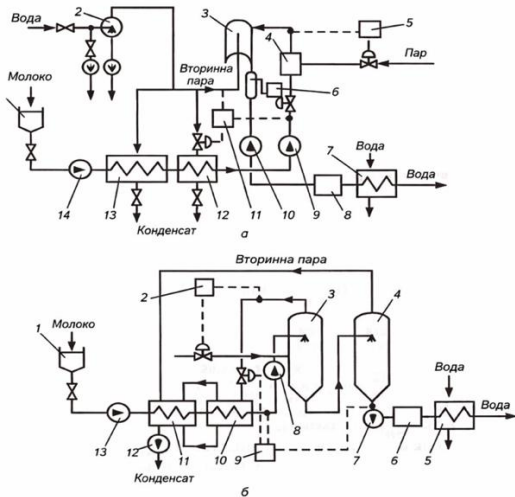 Вода
2
3
4
5
Пар
Молоко
Вторинна
пара
6
Вода
7
Вода
14
13
12
11
10
9
8
Конденсат
а
Вторинна пара
2
3
4
1
Молоко
Вода
Вода
13
12
11
10
9
8
7
6
5
Конденсат
б